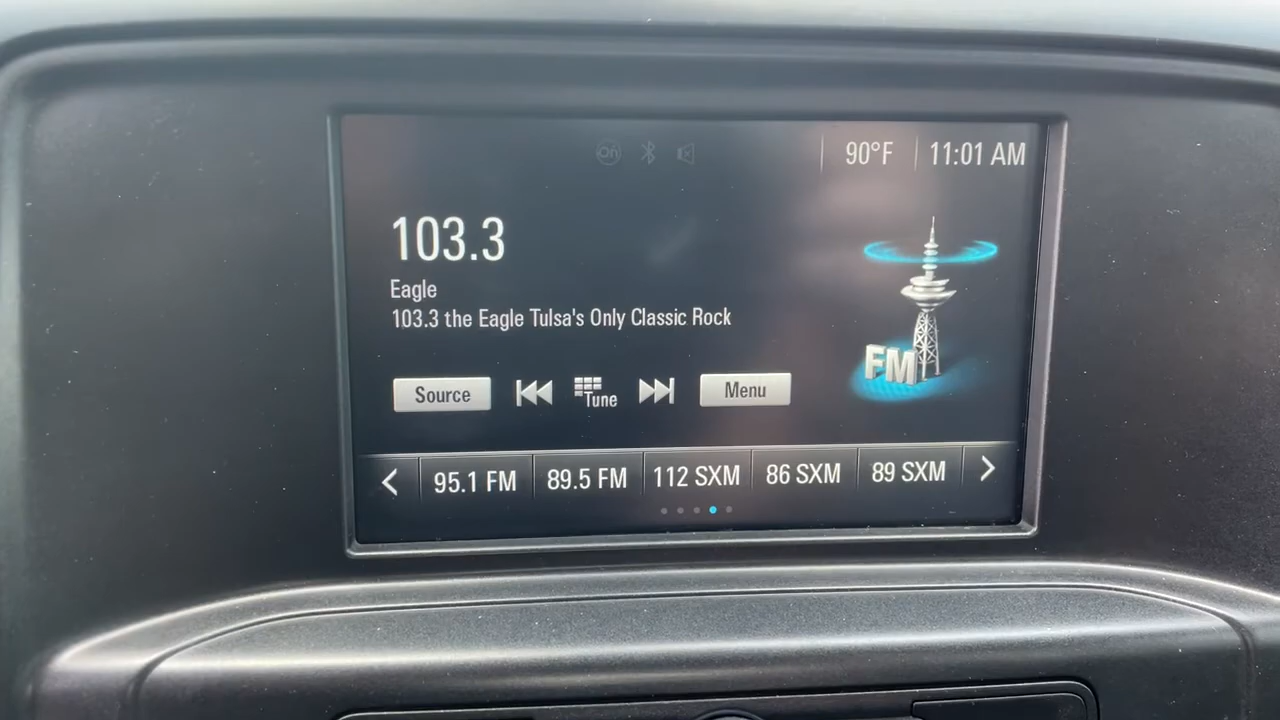 90°F 11:01 AM
103.3
Eagle
103.3 the Eagle Tulsa's Only Classic Rock
FM
Source Tune Menu
95.1 FM 89.5 FM 112 SXM 86 SXM 89 SXM